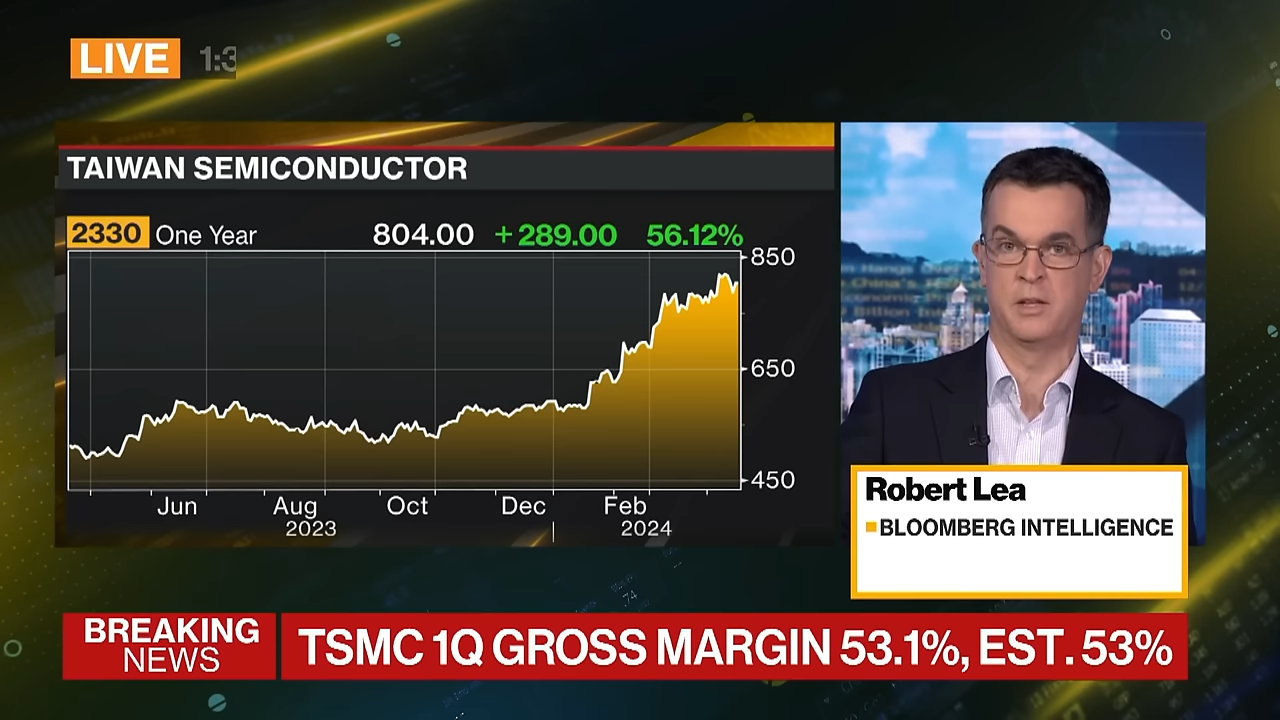 LIVE 1:3
TAIWAN SEMICONDUCTOR
2330 One Year 804.00 +289.00 56.12%
850
650
450
Jun Aug Oct Dec Feb
2023 2024
Robert Lea
BLOOMBERG INTELLIGENCE
BREAKING
NEWS
TSMC 1Q GROSS MARGIN 53.1%, EST. 53%